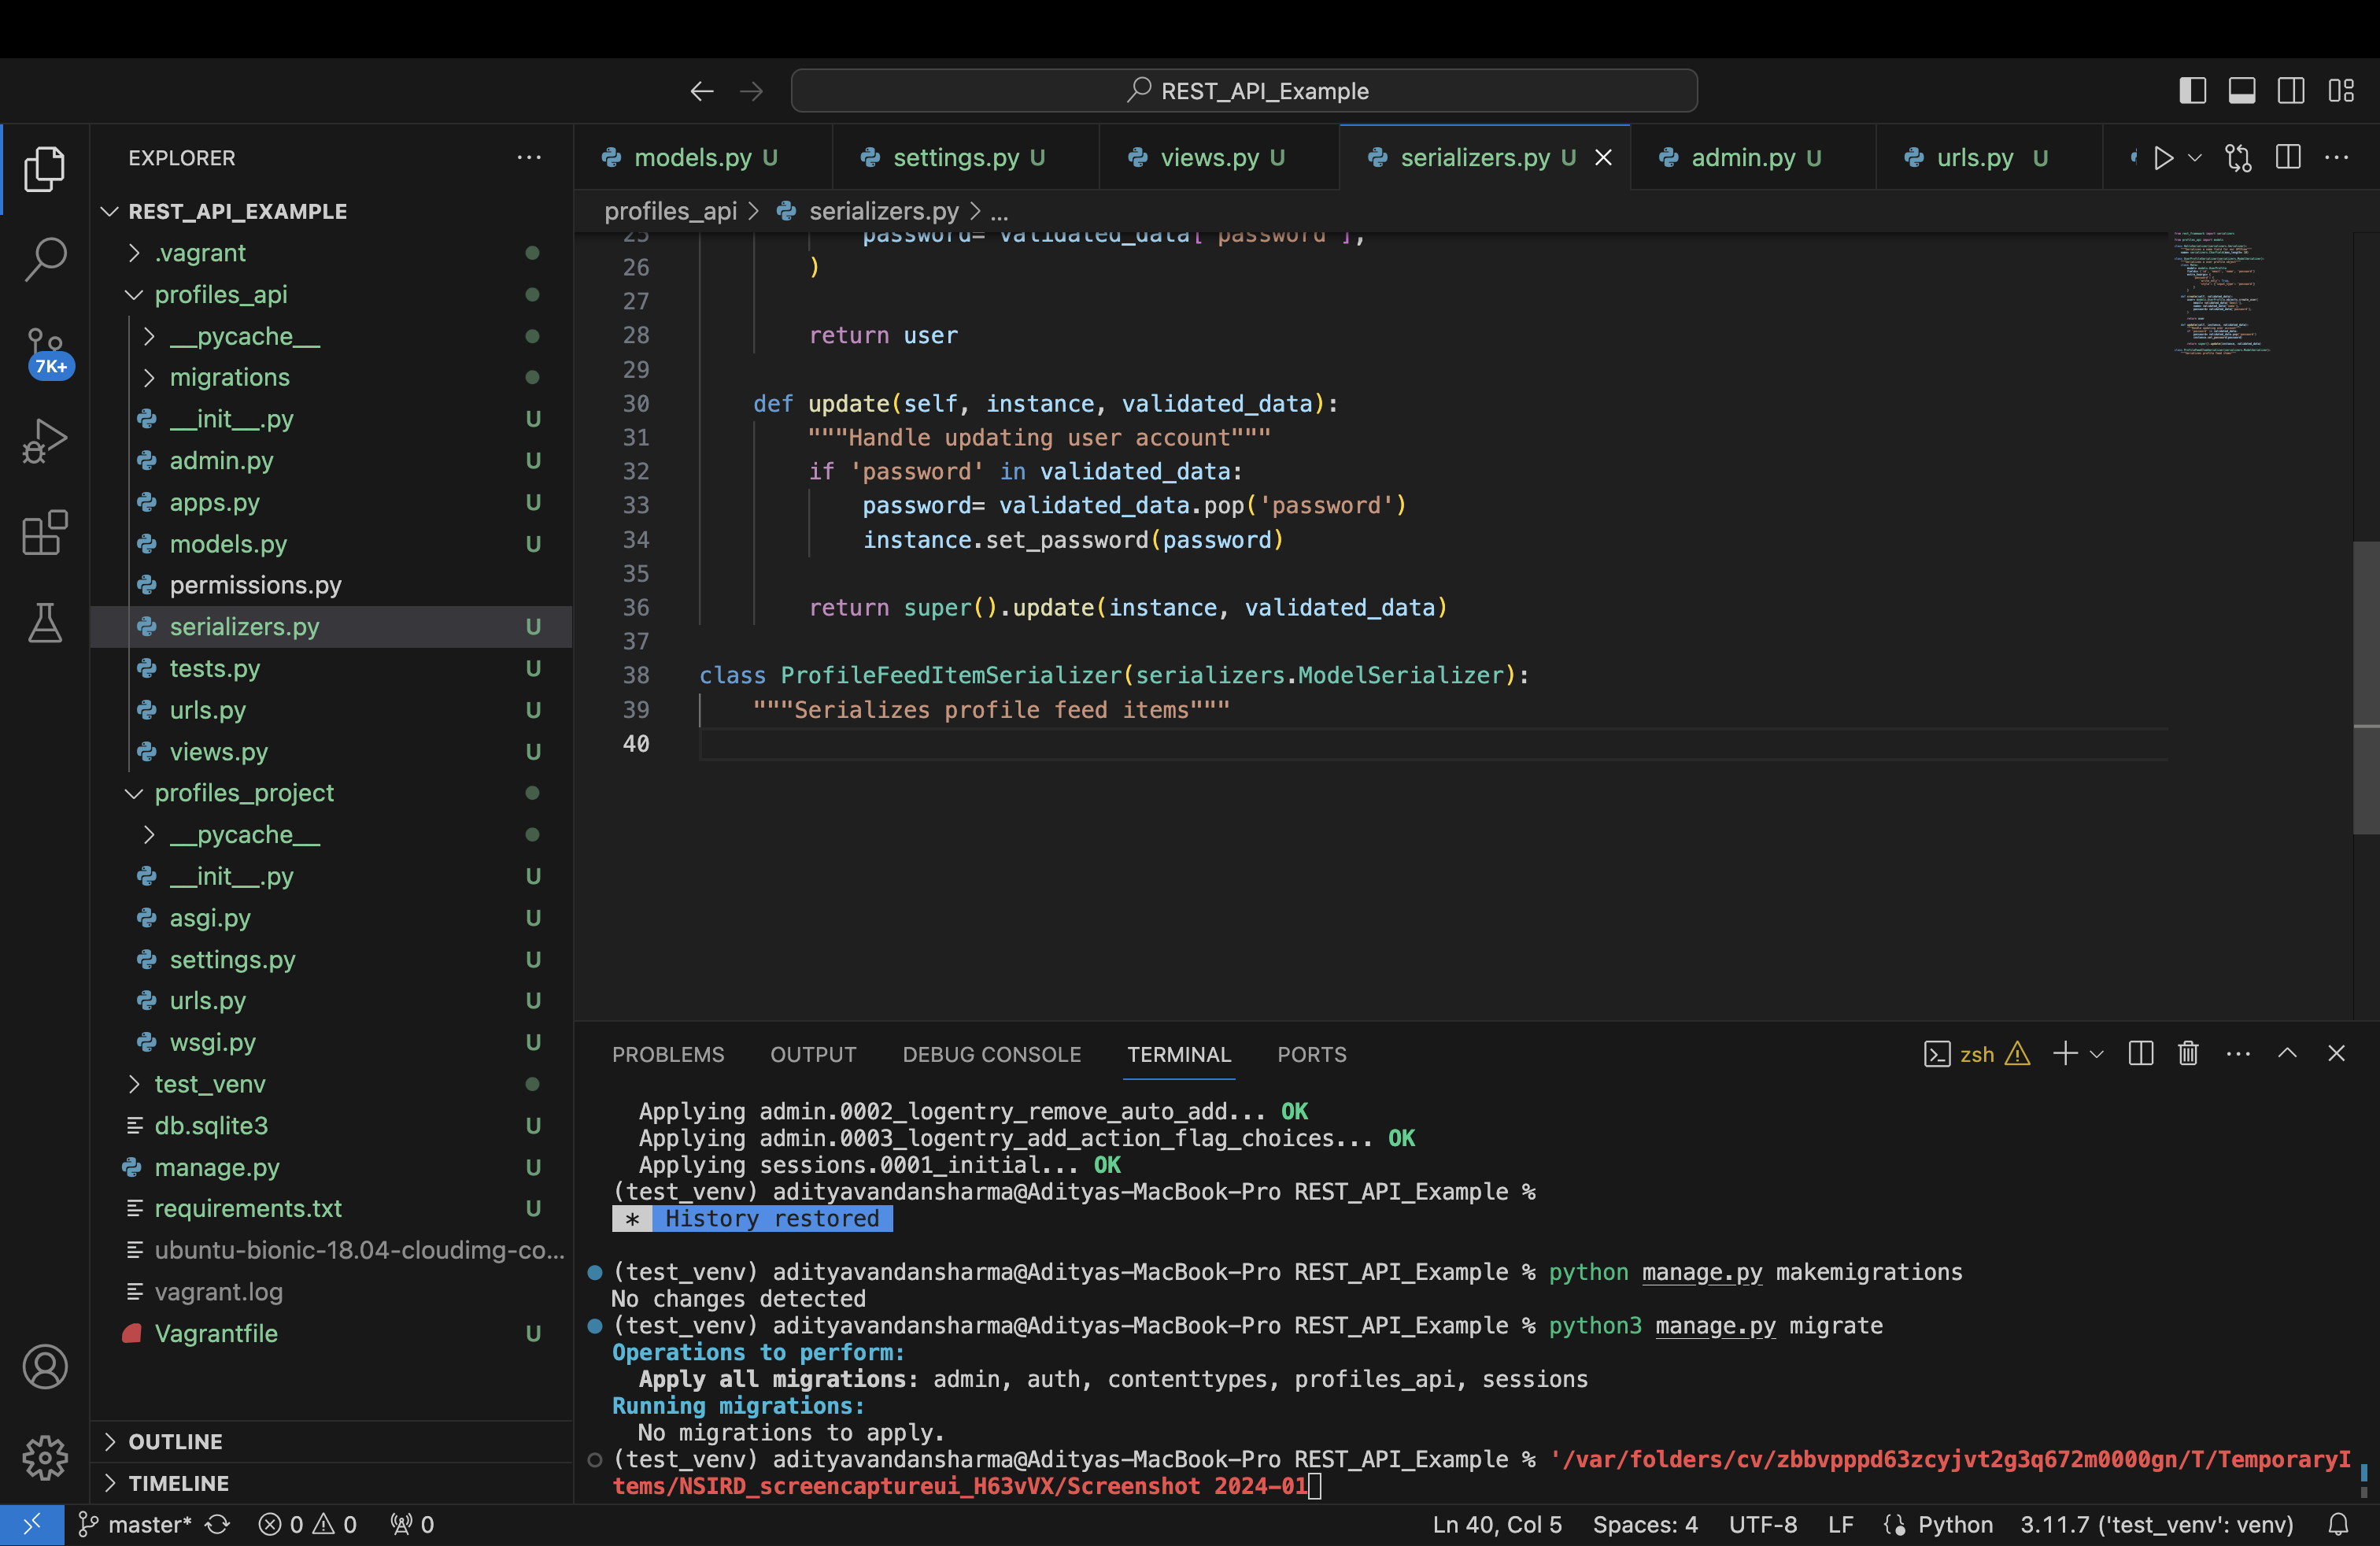 REST_API_Example
EXPLORER
REST_API_EXAMPLE
.vagrant
profiles_api
__pycache__
migrations
__init__.py U
admin.py U
apps.py U
models.py U
permissions.py
serializers.py U
tests.py U
urls.py U
views.py U
profiles_project
__pycache__
__init__.py U
asgi.py U
settings.py U
urls.py U
wsgi.py U
test_venv
db.sqlite3 U
manage.py U
requirements.txt U
ubuntu-bionic-18.04-cloudimg-co...
vagrant.log
Vagrantfile U
OUTLINE
TIMELINE
7K+
models.py U settings.py U views.py U serializers.py U admin.py U urls.py U
profiles_api > serializers.py > ...
25 password= validated_data['password'],
26 )
27
28 return user
29
30 def update(self, instance, validated_data):
31 """Handle updating user account"""
32 if 'password' in validated_data:
33 password= validated_data.pop('password')
34 instance.set_password(password)
35
36 return super().update(instance, validated_data)
37
38 class ProfileFeedItemSerializer(serializers.ModelSerializer):
39 """Serializes profile feed items"""
40
PROBLEMS OUTPUT DEBUG CONSOLE TERMINAL PORTS
zsh
Applying admin.0002_logentry_remove_auto_add... OK
Applying admin.0003_logentry_add_action_flag_choices... OK
Applying sessions.0001_initial... OK
(test_venv) adityavandansharma@Adityas-MacBook-Pro REST_API_Example %
* History restored
(test_venv) adityavandansharma@Adityas-MacBook-Pro REST_API_Example % python manage.py makemigrations
No changes detected
(test_venv) adityavandansharma@Adityas-MacBook-Pro REST_API_Example % python3 manage.py migrate
Operations to perform:
Apply all migrations: admin, auth, contenttypes, profiles_api, sessions
Running migrations:
No migrations to apply.
(test_venv) adityavandansharma@Adityas-MacBook-Pro REST_API_Example % '/var/folders/cv/zbbvpppd63zcyjvt2g3q672m0000gn/T/TemporaryI
tems/NSIRD_screencaptureui_H63vVX/Screenshot 2024-01
master* 0 0 0 Ln 40, Col 5 Spaces: 4 UTF-8 LF Python 3.11.7 ('test_venv': venv)